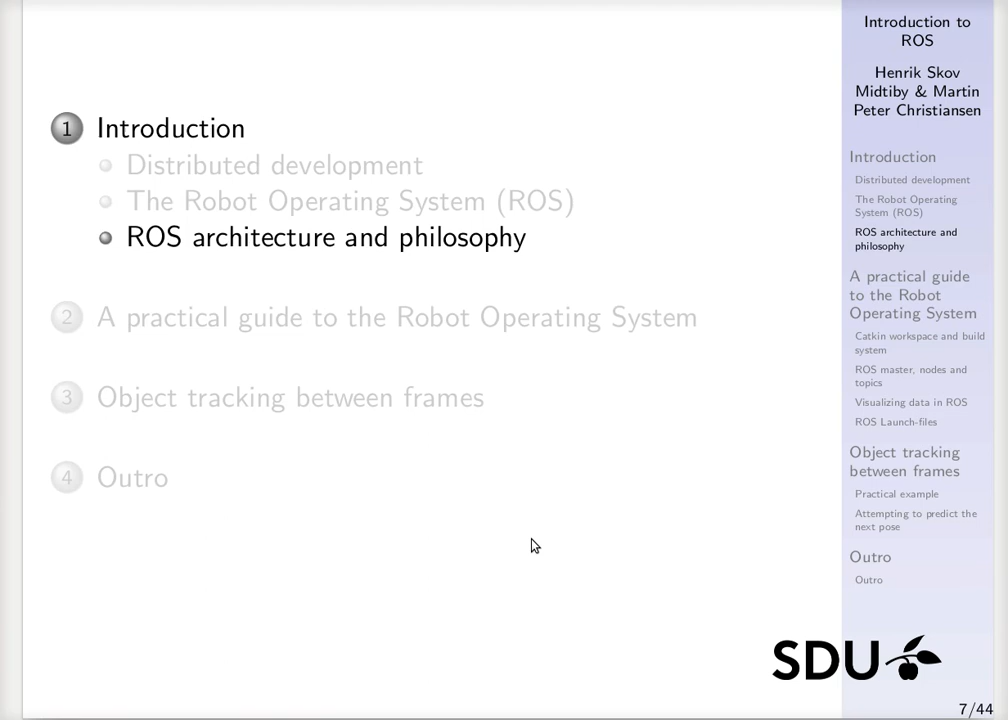 1 Introduction
Distributed development
The Robot Operating System (ROS)
ROS architecture and philosophy
2 A practical guide to the Robot Operating System
3 Object tracking between frames
4 Outro
Introduction to
ROS
Henrik Skov
Midtiby & Martin
Peter Christiansen
Introduction
Distributed development
The Robot Operating
System (ROS)
ROS architecture and
philosophy
A practical guide
to the Robot
Operating System
Catkin workspace and build
system
ROS master, nodes and
topics
Visualizing data in ROS
ROS Launch-files
Object tracking
between frames
Practical example
Attempting to predict the
next pose
Outro
Outro
SDU
7/44